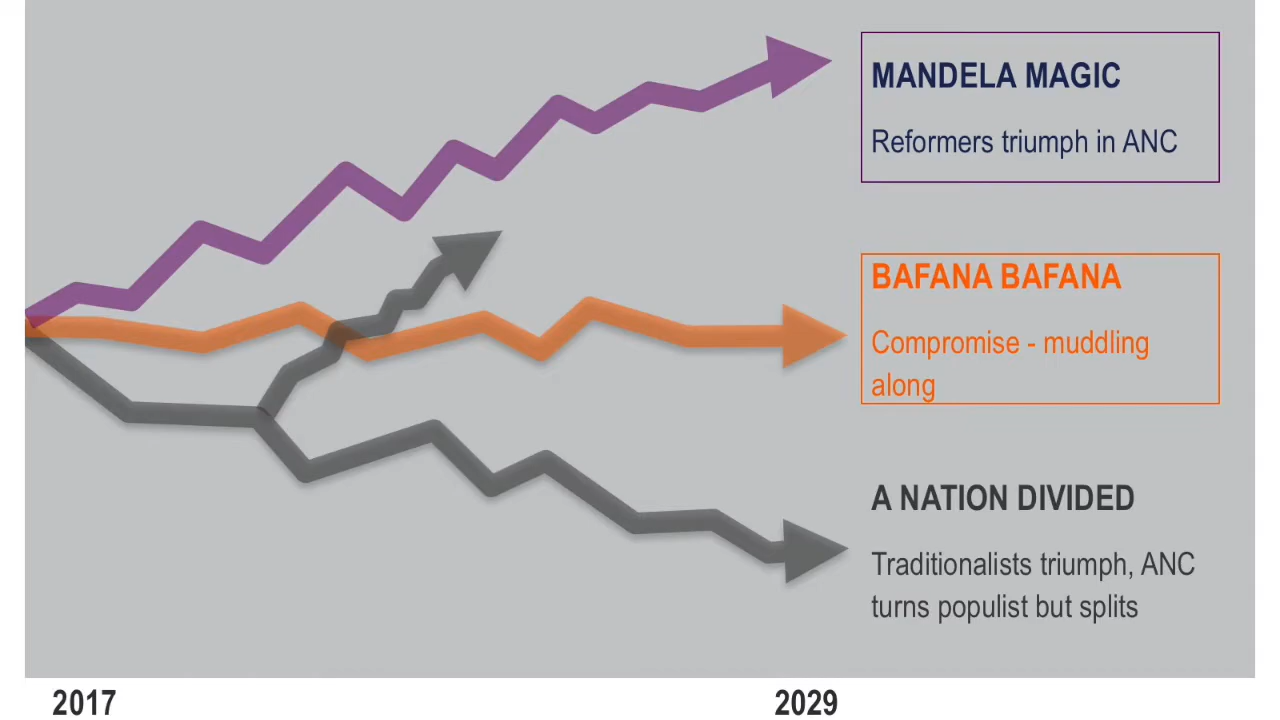 MANDELA MAGIC
Reformers triumph in ANC
BAFANA BAFANA
Compromise - muddling
along
A NATION DIVIDED
Traditionalists triumph, ANC
turns populist but splits
2017
2029